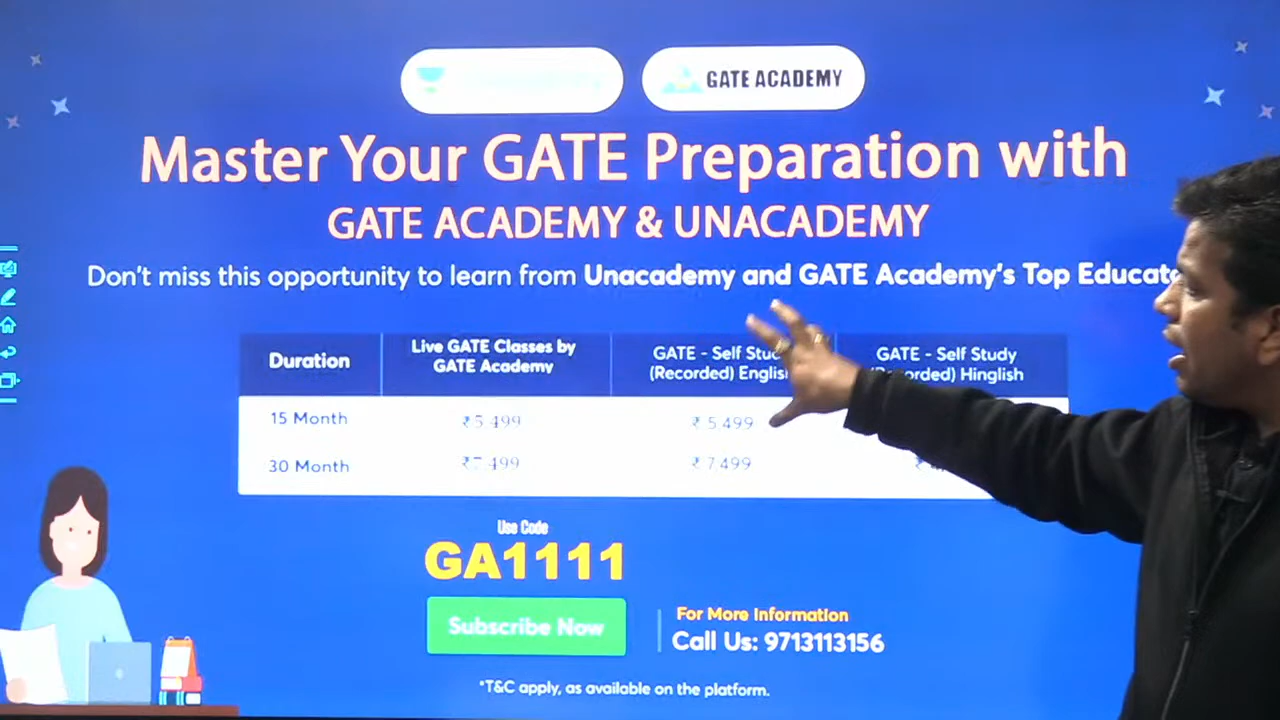 GATE ACADEMY
Master Your GATE Preparation with
GATE ACADEMY & UNACADEMY
Don't miss this opportunity to learn from Unacademy and GATE Academy's Top
Duration
Live GATE Classes by
GATE Academy
GATE - Self
(Recorded)
GATE - Self Study
Hinglish
15 Month
₹5 499
₹ 5 499
30 Month
₹7 499
₹ 7 499
Use Code
GA1111
Subscribe Now
For More Information
Call Us: 9713113156
*T&C apply, as available on the platform.